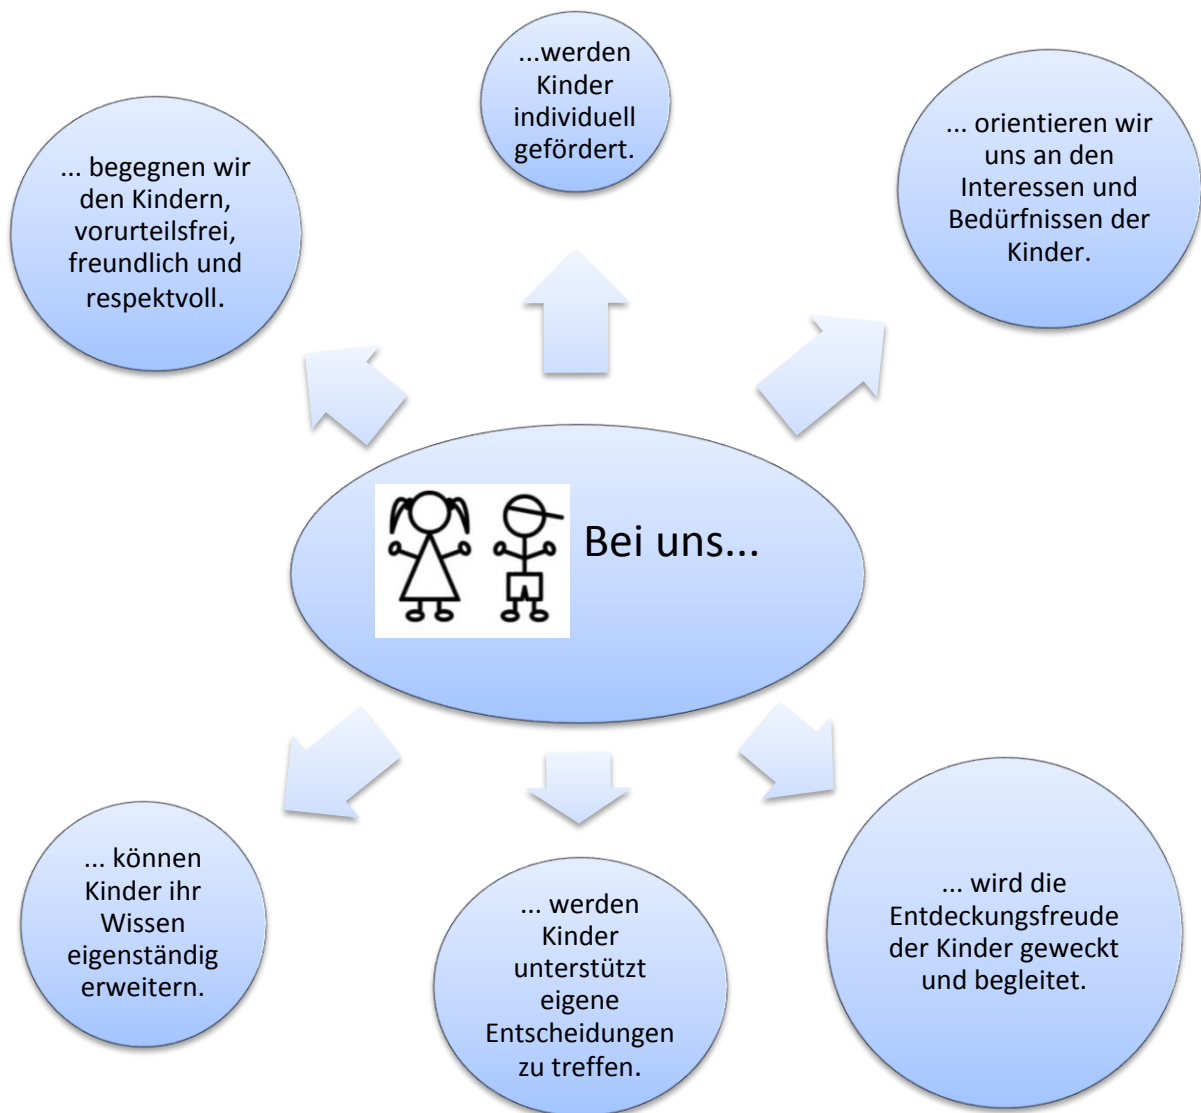 ...werden
Kinder
individuell
gefördert.
... orientieren wir
uns an den
Interessen und
Bedürfnissen der
Kinder.
... begegnen wir
den Kindern,
vorurteilsfrei,
freundlich und
respektvoll.
Bei uns...
... können
Kinder ihr
Wissen
eigenständig
erweitern.
... werden
Kinder
unterstützt
eigene
Entscheidungen
zu treffen.
... wird die
Entdeckungsfreude
der Kinder geweckt
und begleitet.